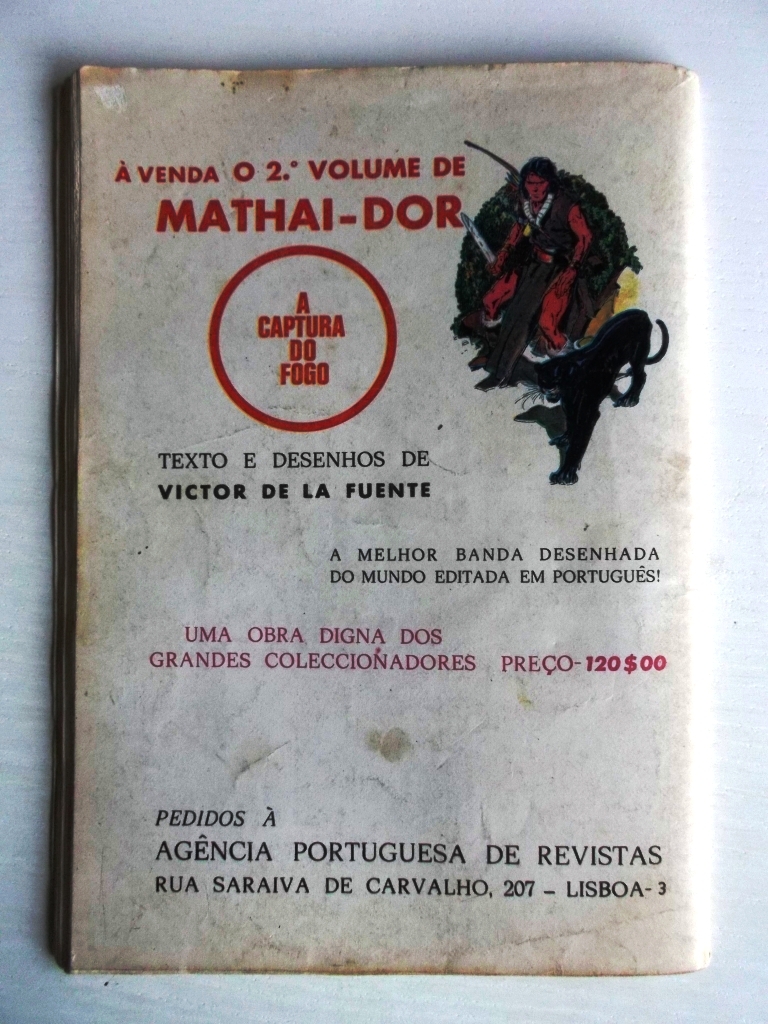 À VENDA O 2.º VOLUME DE
MATHAI-DOR
A
CAPTURA
DO
FOGO
TEXTO E DESENHOS DE
VICTOR DE LA FUENTE
A MELHOR BANDA DESENHADA
DO MUNDO EDITADA EM PORTUGUÊS!
UMA OBRA DIGNA DOS
GRANDES COLECCIONADORES PREÇO-120$00
PEDIDOS À
AGÊNCIA PORTUGUESA DE REVISTAS
RUA SARAIVA DE CARVALHO, 207 – LISBOA-3